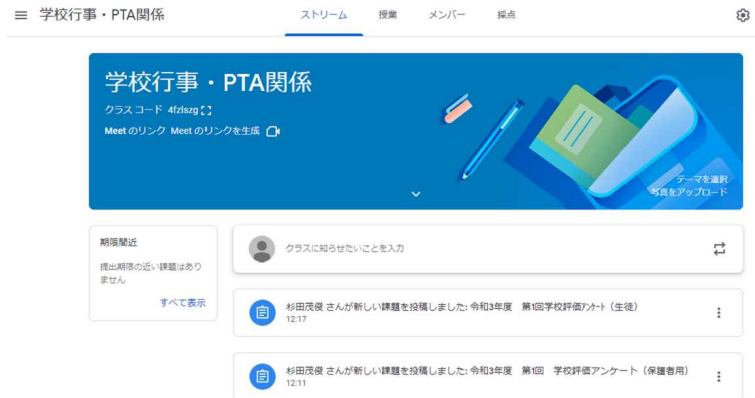 学校行事・PTA関係
ストリーム 授業 メンバー 採点
学校行事・PTA関係
クラス コード 4fzlszg
Meet のリンク Meet のリンクを生成
テーマを選択
写真をアップロード
期限間近
提出期限の近い課題はあり
ません
すべて表示
クラスに知らせたいことを入力
杉田茂俊 さんが新しい課題を投稿しました: 令和3年度 第1回学校評価ｱﾝｹｰﾄ（生徒）
12:17
杉田茂俊 さんが新しい課題を投稿しました: 令和3年度 第1回 学校評価アンケート（保護者用）
12:11